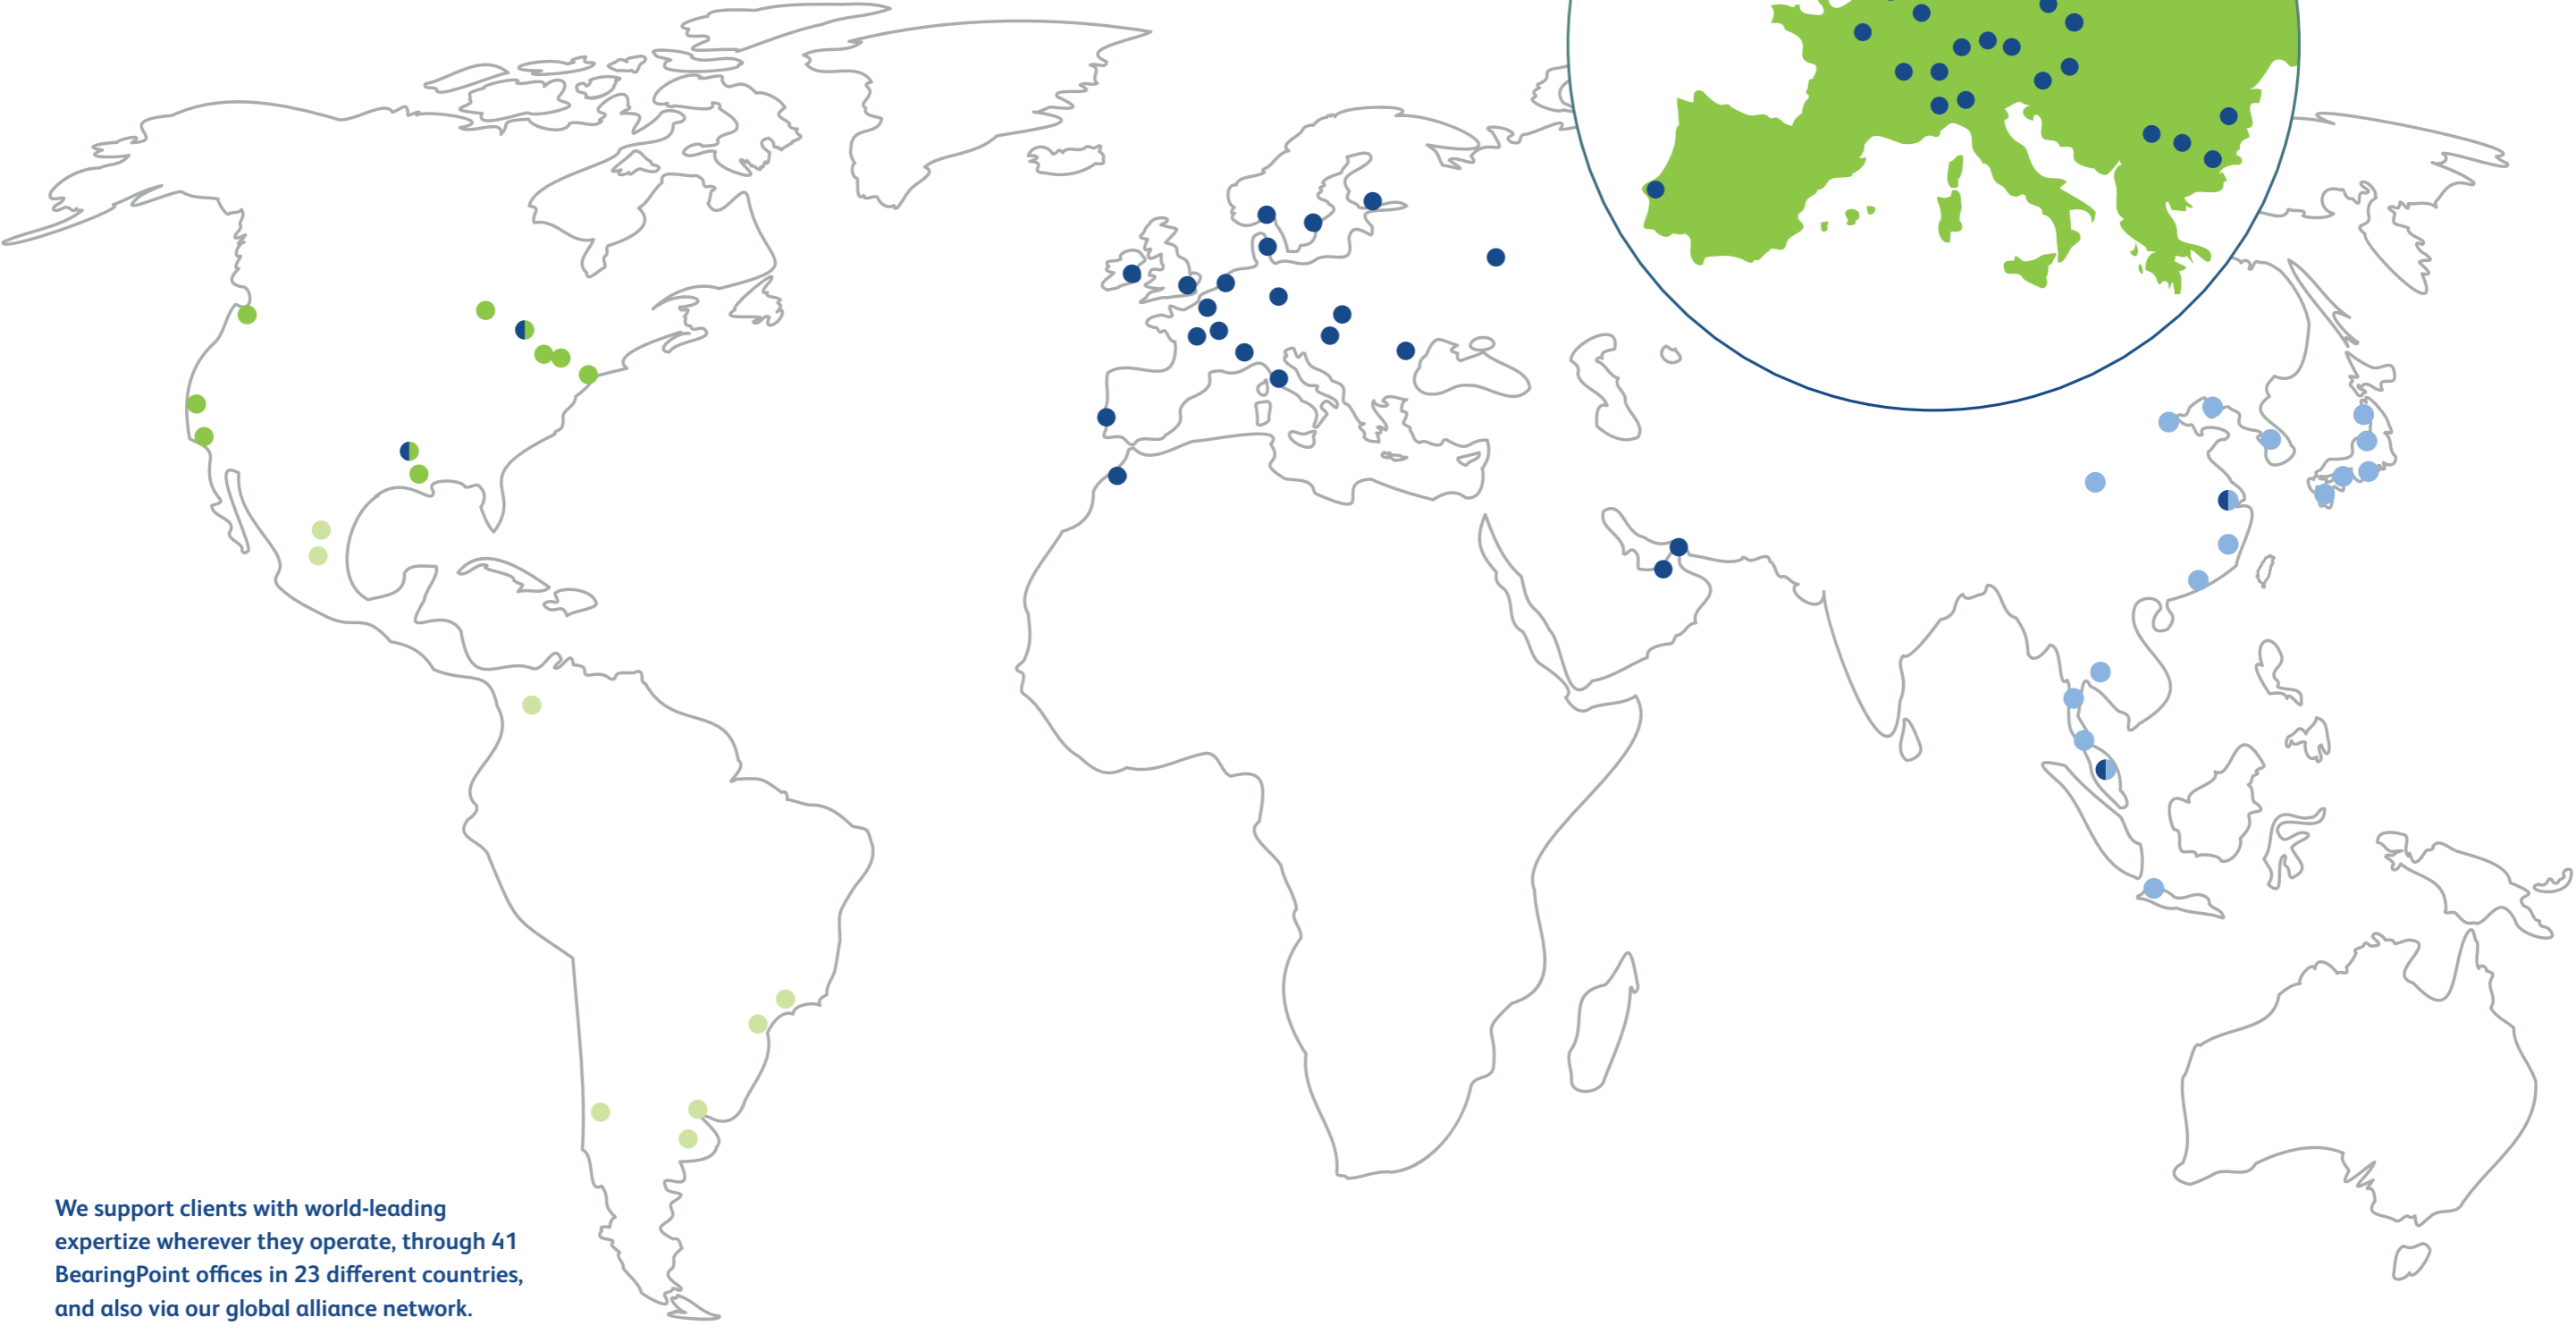 We support clients with world-leading
expertize wherever they operate, through 41
BearingPoint offices in 23 different countries,
and also via our global alliance network.